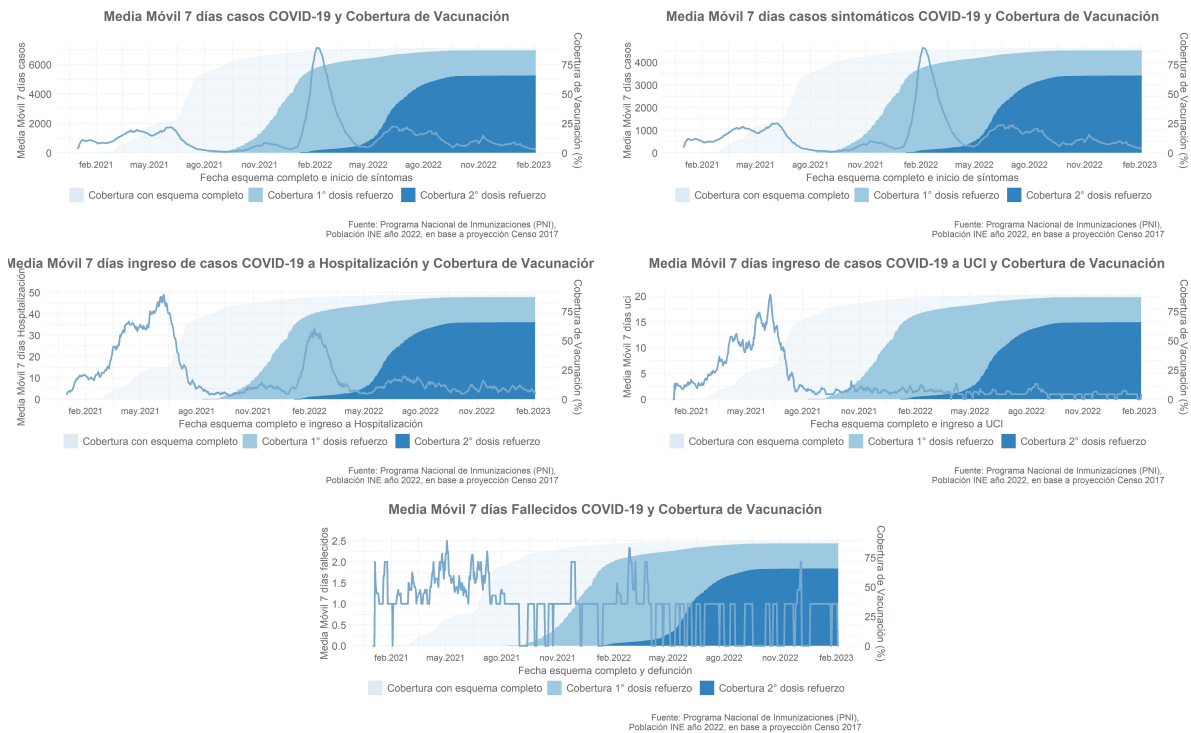 Media Móvil 7 días casos COVID-19 y Cobertura de Vacunación
Media Móvil 7 días casos
6000
4000
2000
0
Cobertura de Vacunación (%)
75
50
25
0
feb.2021 may.2021 ago.2021 nov.2021 feb.2022 may.2022 ago.2022 nov.2022 feb.2023
Fecha esquema completo e inicio de síntomas
Cobertura con esquema completo Cobertura 1° dosis refuerzo Cobertura 2° dosis refuerzo
Fuente: Programa Nacional de Inmunizaciones (PNI),
Población INE año 2022, en base a proyección Censo 2017
Media Móvil 7 días casos sintomáticos COVID-19 y Cobertura de Vacunación
Media Móvil 7 días casos
4000
3000
2000
1000
0
Cobertura de Vacunación (%)
75
50
25
0
feb.2021 may.2021 ago.2021 nov.2021 feb.2022 may.2022 ago.2022 nov.2022 feb.2023
Fecha esquema completo e inicio de síntomas
Cobertura con esquema completo Cobertura 1° dosis refuerzo Cobertura 2° dosis refuerzo
Fuente: Programa Nacional de Inmunizaciones (PNI),
Población INE año 2022, en base a proyección Censo 2017
Media Móvil 7 días ingreso de casos COVID-19 a Hospitalización y Cobertura de Vacunación
Media Móvil 7 días Hospitalización
50
40
30
20
10
0
Cobertura de Vacunación (%)
75
50
25
0
feb.2021 may.2021 ago.2021 nov.2021 feb.2022 may.2022 ago.2022 nov.2022 feb.2023
Fecha esquema completo e ingreso a Hospitalización
Cobertura con esquema completo Cobertura 1° dosis refuerzo Cobertura 2° dosis refuerzo
Fuente: Programa Nacional de Inmunizaciones (PNI),
Población INE año 2022, en base a proyección Censo 2017
Media Móvil 7 días ingreso de casos COVID-19 a UCI y Cobertura de Vacunación
Media Móvil 7 días uci
20
15
10
5
0
Cobertura de Vacunación (%)
75
50
25
0
feb.2021 may.2021 ago.2021 nov.2021 feb.2022 may.2022 ago.2022 nov.2022 feb.2023
Fecha esquema completo e ingreso a UCI
Cobertura con esquema completo Cobertura 1° dosis refuerzo Cobertura 2° dosis refuerzo
Fuente: Programa Nacional de Inmunizaciones (PNI),
Población INE año 2022, en base a proyección Censo 2017
Media Móvil 7 días Fallecidos COVID-19 y Cobertura de Vacunación
Media Móvil 7 días fallecidos
2.5
2.0
1.5
1.0
0.5
0.0
Cobertura de Vacunación (%)
75
50
25
0
feb.2021 may.2021 ago.2021 nov.2021 feb.2022 may.2022 ago.2022 nov.2022 feb.2023
Fecha esquema completo y defunción
Cobertura con esquema completo Cobertura 1° dosis refuerzo Cobertura 2° dosis refuerzo
Fuente: Programa Nacional de Inmunizaciones (PNI),
Población INE año 2022, en base a proyección Censo 2017